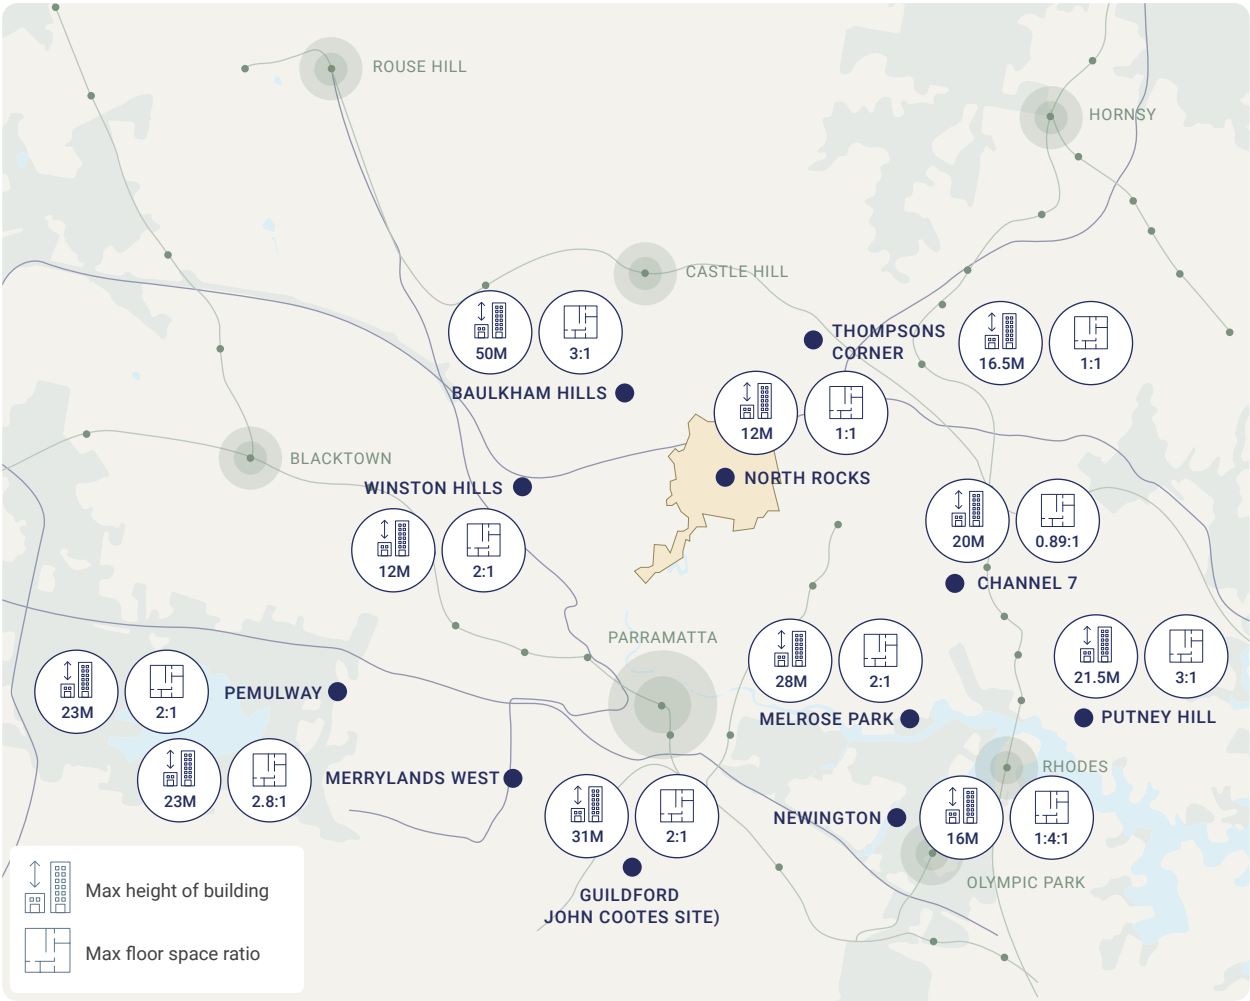 ROUSE HILL
HORNSY
CASTLE HILL
50M
3:1
BAULKHAM HILLS
THOMPSONS
CORNER
16.5M
1:1
12M
1:1
NORTH ROCKS
BLACKTOWN
WINSTON HILLS
12M
2:1
20M
0.89:1
CHANNEL 7
PARRAMATTA
28M
2:1
MELROSE PARK
21.5M
3:1
PUTNEY HILL
23M
2:1
PEMULWAY
23M
2.8:1
MERRYLANDS WEST
31M
2:1
GUILDFORD
JOHN COOTES SITE)
RHODES
NEWINGTON
16M
1:4:1
OLYMPIC PARK
Max height of building
Max floor space ratio